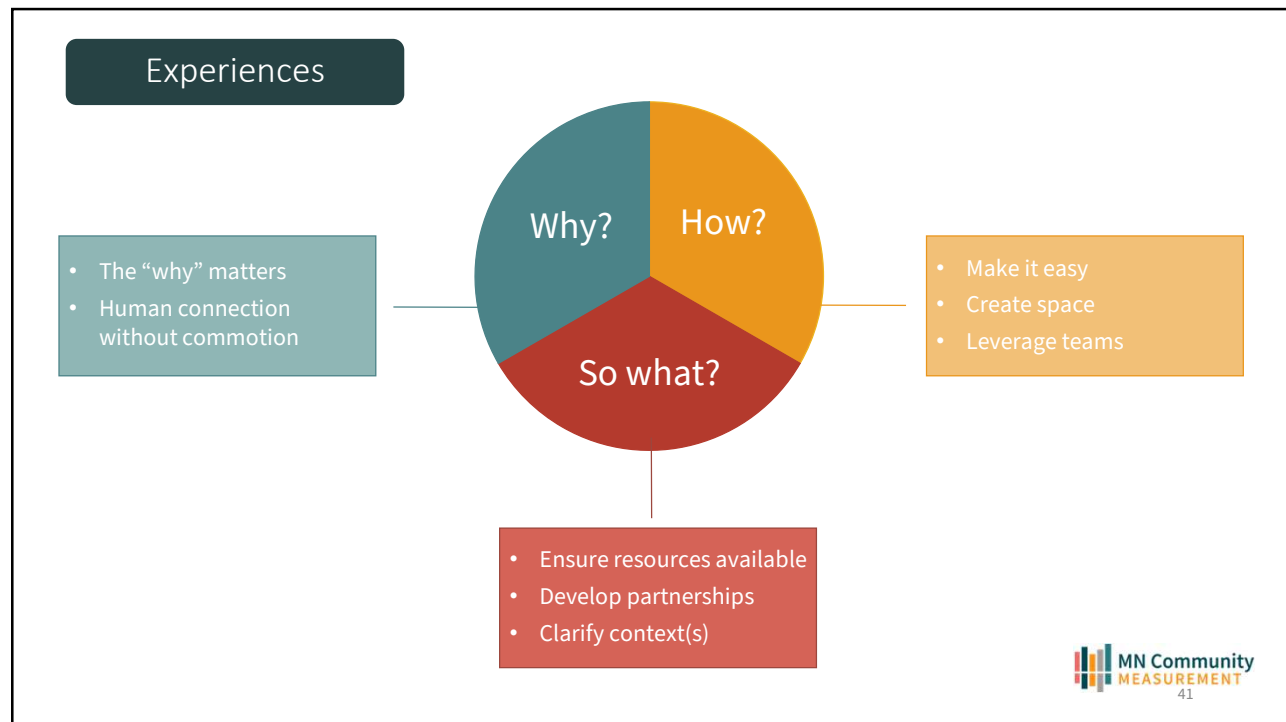 Experiences
Why?
How?
So what?
• The “why” matters
• Human connection
without commotion
• Make it easy
• Create space
• Leverage teams
• Ensure resources available
• Develop partnerships
• Clarify context(s)
MN Community
MEASUREMENT
41